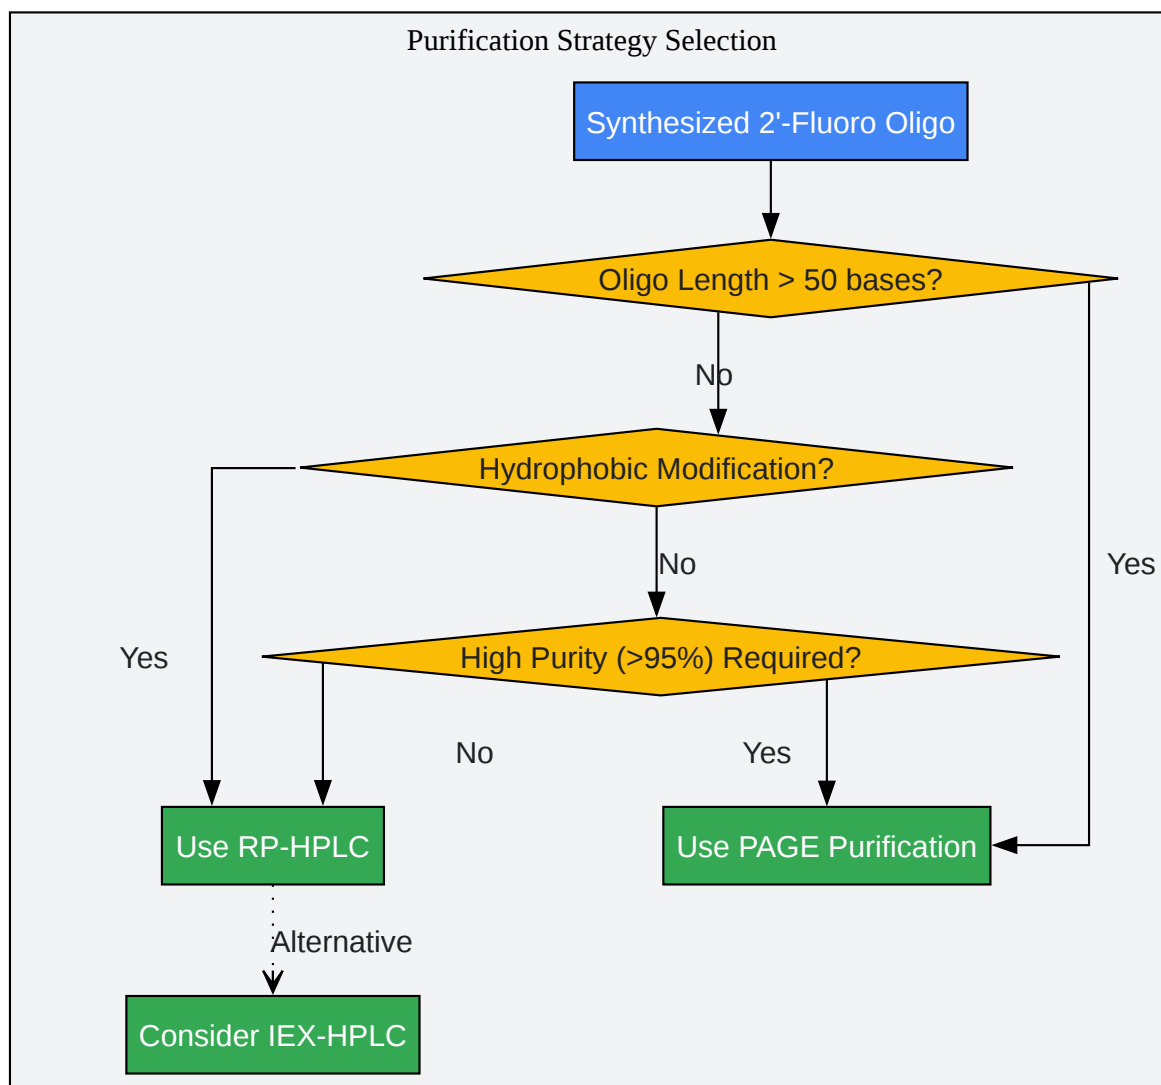 Purification Strategy Selection
Synthesized 2'-Fluoro Oligo
Oligo Length > 50 bases?
No
Hydrophobic Modification?
No
Yes
Yes
High Purity (>95%) Required?
No
Yes
Use RP-HPLC
Use PAGE Purification
Alternative
Consider IEX-HPLC